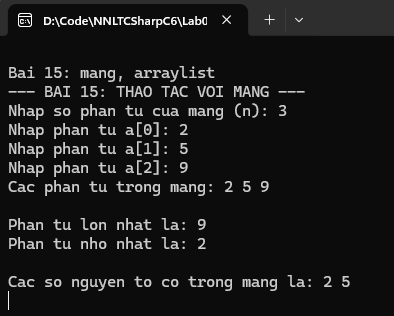 D:\Code\NNLTCSharpC6\Lab0
Bai 15: mang, arraylist
--- BAI 15: THAO TAC VOI MANG ---
Nhap so phan tu cua mang (n): 3
Nhap phan tu a[0]: 2
Nhap phan tu a[1]: 5
Nhap phan tu a[2]: 9
Cac phan tu trong mang: 2 5 9
Phan tu lon nhat la: 9
Phan tu nho nhat la: 2
Cac so nguyen to co trong mang la: 2 5